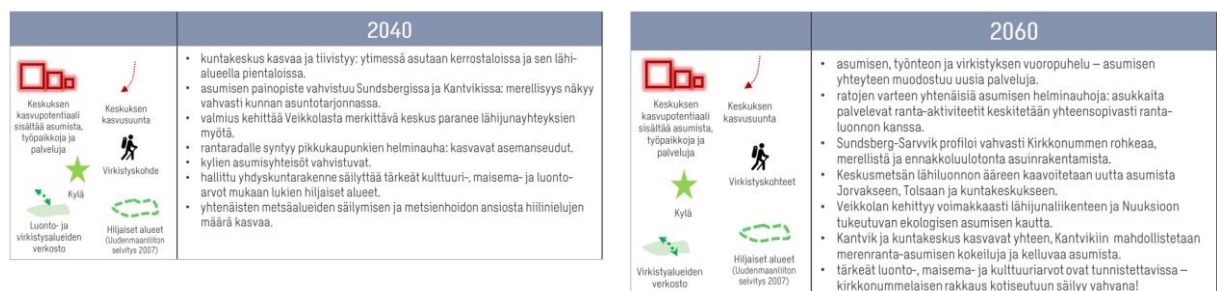 2040
Keskuksen
kasvupotentiaali
sisältää asumista,
työpaikkoja ja
palveluja
Keskuksen
kasvusuunta
Virkistyskohde
Kylä
Luonto- ja
virkistysalueiden
verkosto
Hiljaiset alueet
(Uudenmaanliiton
selvitys 2007)
• kuntakeskus kasvaa ja tiivistyy: ytimessä asutaan kerrostaloissa ja sen lähi-
alueella pientaloissa.
• asumisen painopiste vahvistuu Sundsbergissa ja Kantvikissa: merellisyys näkyy
vahvasti kunnan asuntotarjonnassa.
• valmius kehittää Veikkolasta merkittävä keskus paranee lähijunayhteyksien
myötä.
• rantaradalle syntyy pikkukaupunkien helminauha: kasvavat asemanseudut.
• kylien asumisyhteisöt vahvistuvat.
• hallittu yhdyskuntarakenne säilyttää tärkeät kulttuuri-, maisema- ja luonto-
arvot mukaan lukien hiljaiset alueet.
• yhtenäisten metsäalueiden säilymisen ja metsienhoidon ansiosta hiilinielujen
määrä kasvaa.
2060
Keskuksen
kasvupotentiaali
sisältää asumista,
työpaikkoja ja
palveluja
Keskuksen
kasvusuunta
Virkistyskohteet
Kylä
Virkistyalueiden
verkosto
Hiljaiset alueet
(Uudenmaanliiton
selvitys 2007)
• asumisen, työnteon ja virkistyksen vuoropuhelu – asumisen
yhteyteen muodostuu uusia palveluja.
• ratojen varteen yhtenäisiä asumisen helminauhoja: asukkaita
palvelevat ranta-aktiviteetit keskitetään yhteensopivasti ranta-
luonnon kanssa.
• Sundsberg-Sarvvik profiloi vahvasti Kirkkonummen rohkeaa,
merellistä ja ennakkoluulotonta asuinrakentamista.
• Keskusmetsän lähiluonnon ääreen kaavoitetaan uutta asumista
Jorvakseen, Tolsaan ja kuntakeskukseen.
• Veikkolan kehittyy voimakkaasti lähijunaliikenteen ja Nuuksioon
tukeutuvan ekologisen asumisen kautta.
• Kantvik ja kuntakeskus kasvavat yhteen, Kantvikiin mahdollistetaan
merenranta-asumisen kokeiluja ja kelluvaa asumista.
• tärkeät luonto-, maisema- ja kulttuuriarvot ovat tunnistettavissa –
kirkkonummelaisen rakkaus kotiseutuun säilyy vahvana!